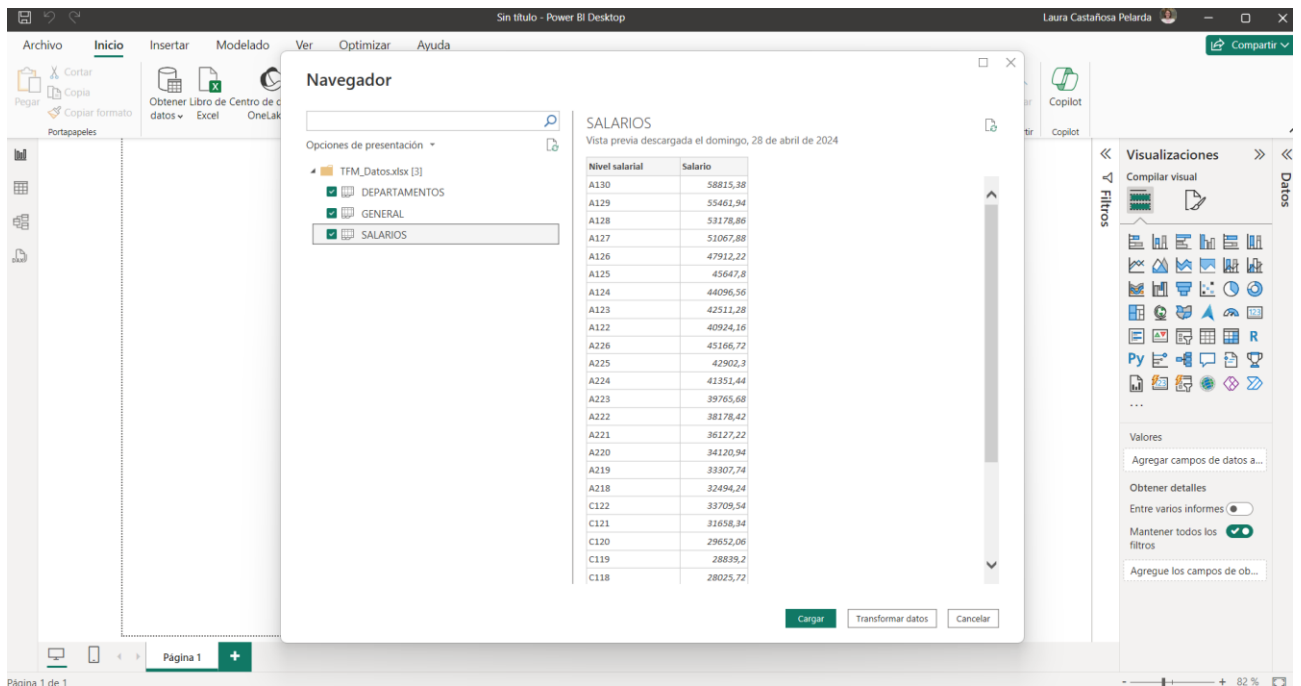 Sin título - Power BI Desktop
Laura Castañosa Pelarda
Archivo Inicio Insertar Modelado Ver Optimizar Ayuda
Compartir
Pegar
Cortar
Copia
Copiar formato
Portapapeles
Obtener datos
Libro de Excel
Centro de
OneLak
Copilot
Copilot
tir
Navegador
Opciones de presentación
TFM_Datos.xlsx [3]
DEPARTAMENTOS
GENERAL
SALARIOS
SALARIOS
Vista previa descargada el domingo, 28 de abril de 2024
Nivel salarial Salario
A130 58815,38
A129 55461,94
A128 53178,86
A127 51067,88
A126 47912,22
A125 45647,8
A124 44096,56
A123 42511,28
A122 40924,16
A226 45166,72
A225 42902,3
A224 41351,44
A223 39765,68
A222 38178,42
A221 36127,22
A220 34120,94
A219 33307,74
A218 32494,24
C122 33709,54
C121 31658,34
C120 29652,06
C119 28839,2
C118 28025,72
Cargar Transformar datos Cancelar
Filtros
Visualizaciones
Compilar visual
123
R
Py
...
Valores
Agregar campos de datos a...
Obtener detalles
Entre varios informes
Mantener todos los
filtros
Agregue los campos de ob...
Datos
Página 1
Página 1 de 1
- + 82 %